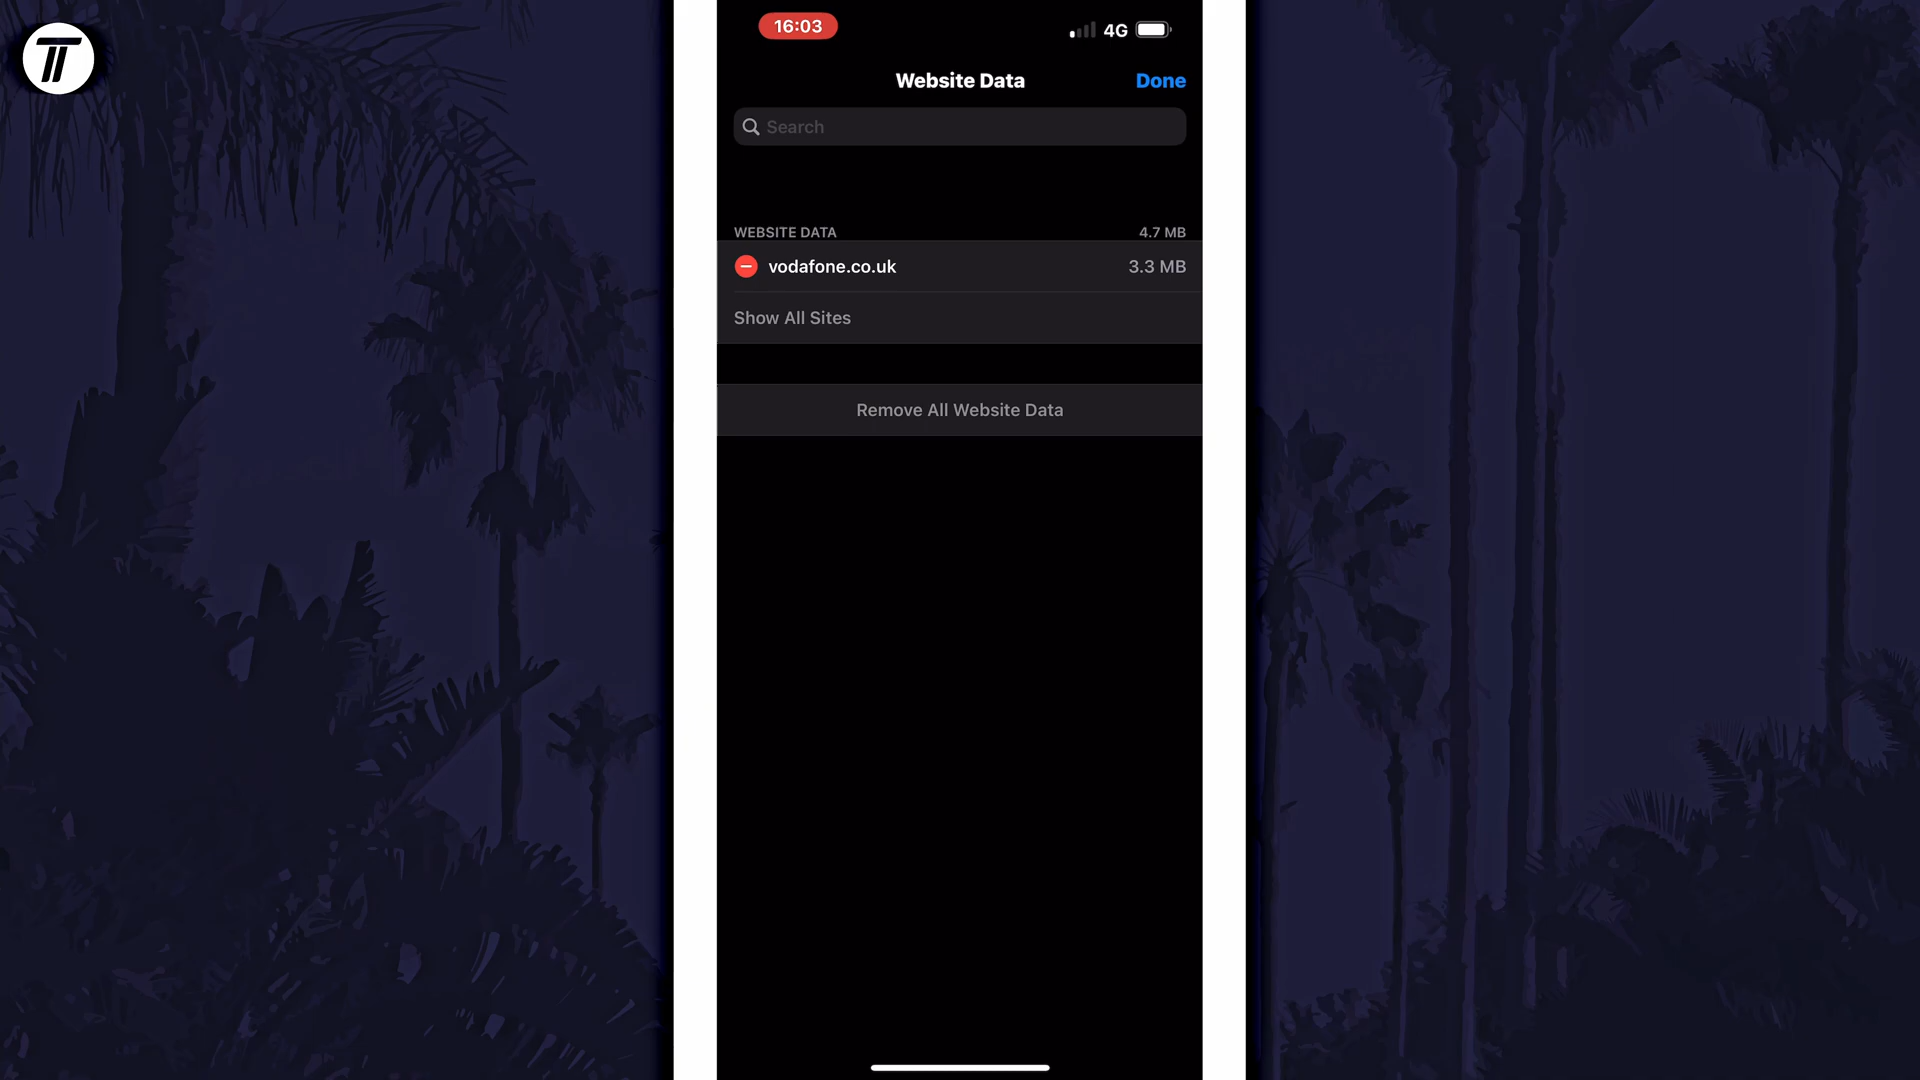 16:03
4G
Website Data
Done
Search
WEBSITE DATA
4.7 MB
vodafone.co.uk
3.3 MB
Show All Sites
Remove All Website Data